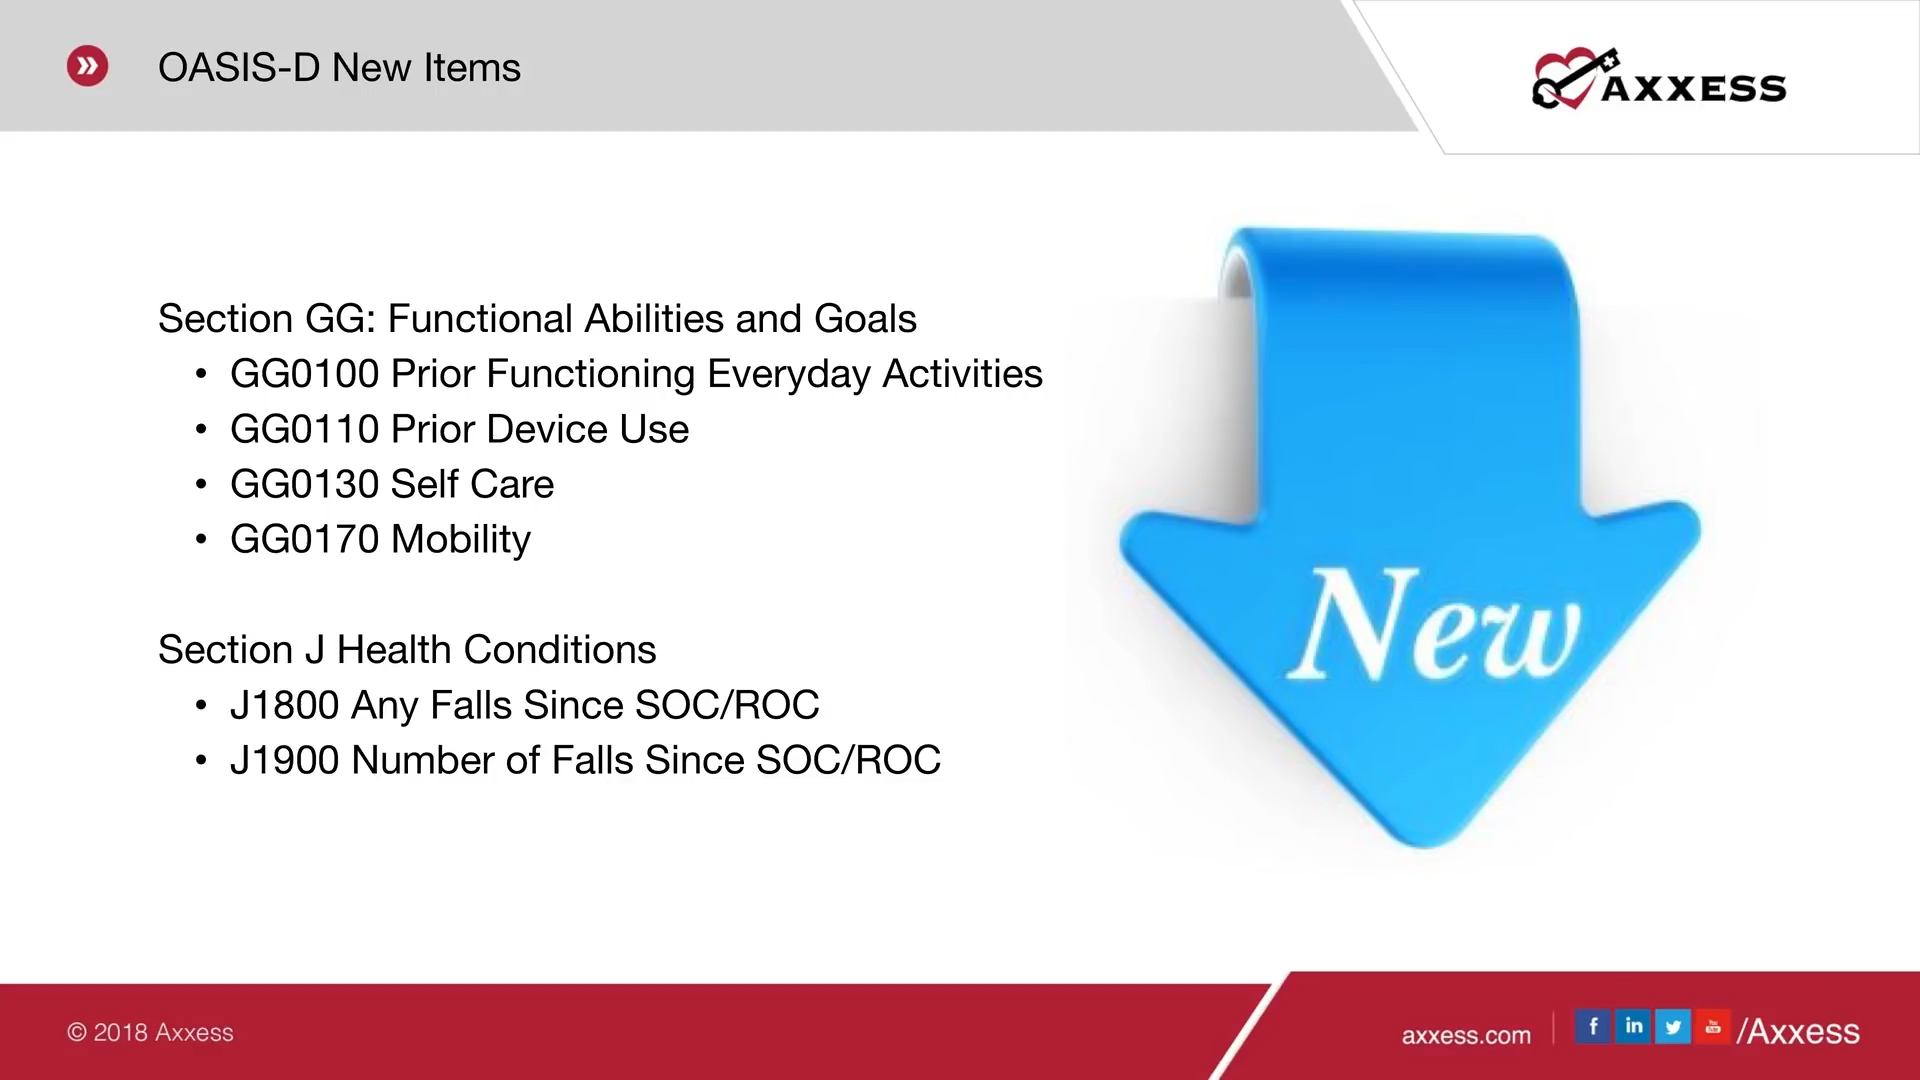 OASIS-D New Items
AXXESS
Section GG: Functional Abilities and Goals
• GG0100 Prior Functioning Everyday Activities
• GG0110 Prior Device Use
• GG0130 Self Care
• GG0170 Mobility
Section J Health Conditions
• J1800 Any Falls Since SOC/ROC
• J1900 Number of Falls Since SOC/ROC
New
© 2018 Axxess
axxess.com
f in You /Axxess